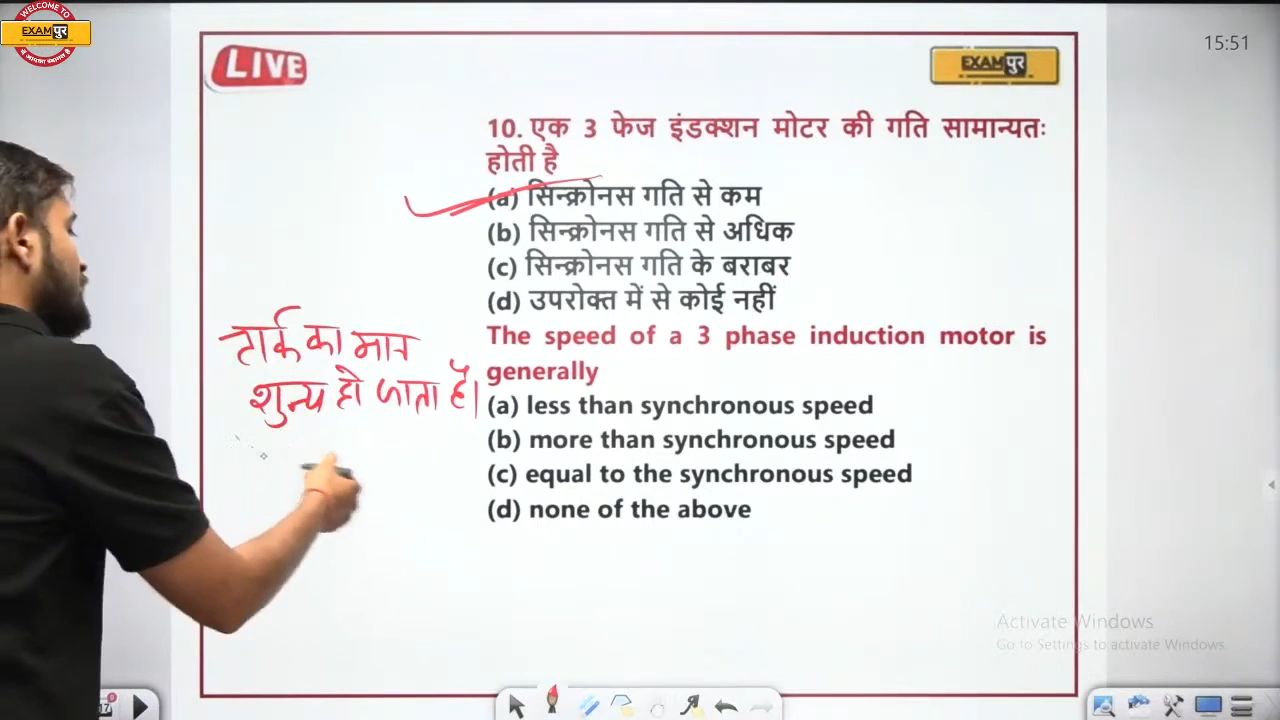 WELCOME TO
EXAMपुर
15:51
LIVE
EXAMपुर
10. एक 3 फेज इंडक्शन मोटर की गति सामान्यतः
होती है
(a) सिन्क्रोनस गति से कम
(b) सिन्क्रोनस गति से अधिक
(c) सिन्क्रोनस गति के बराबर
(d) उपरोक्त में से कोई नहीं
टार्क का मान
शुन्य हो जाता है।
The speed of a 3 phase induction motor is
generally
(a) less than synchronous speed
(b) more than synchronous speed
(c) equal to the synchronous speed
(d) none of the above
Activate Windows
Go to Settings to activate Windows.
17